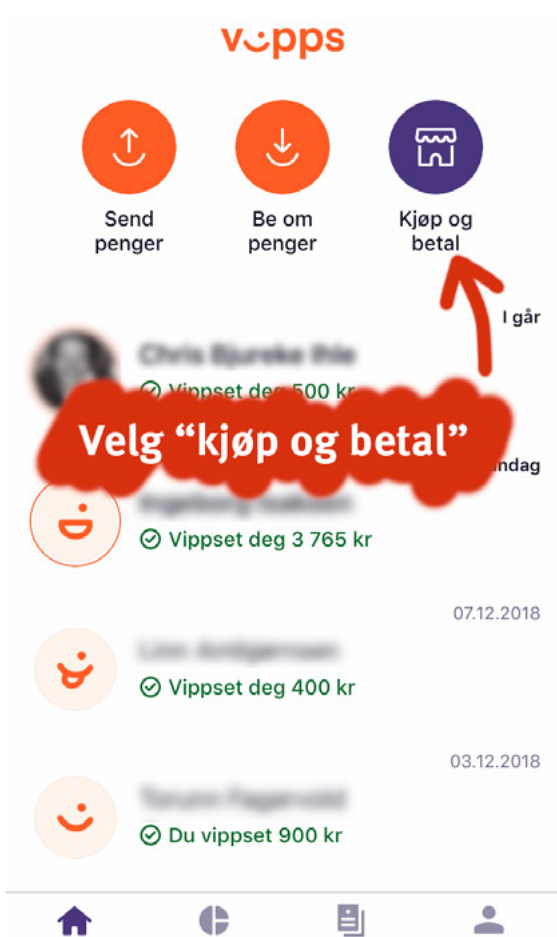 vipps
Send
penger
Be om
penger
Kjøp og
betal
I går
Vippset deg 500 kr
Velg “kjøp og betal”
Vippset deg 3 765 kr
07.12.2018
Vippset deg 400 kr
03.12.2018
Du vippset 900 kr